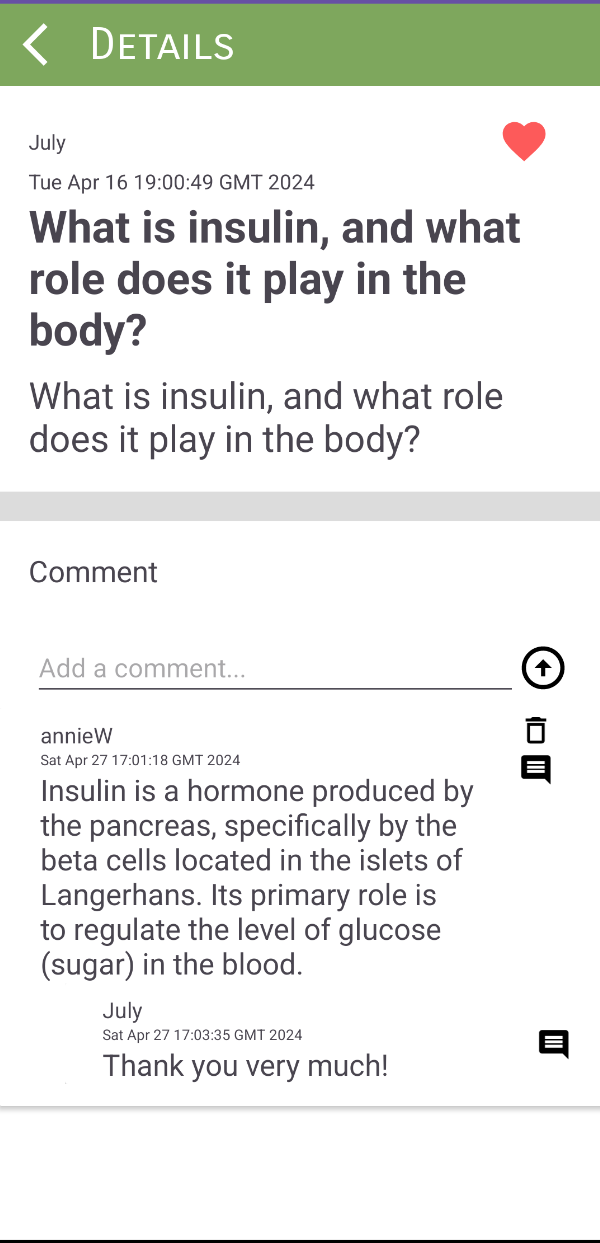 Details
July
Tue Apr 16 19:00:49 GMT 2024
What is insulin, and what
role does it play in the
body?
What is insulin, and what role
does it play in the body?
Comment
Add a comment...
annieW
Sat Apr 27 17:01:18 GMT 2024
Insulin is a hormone produced by
the pancreas, specifically by the
beta cells located in the islets of
Langerhans. Its primary role is
to regulate the level of glucose
(sugar) in the blood.
July
Sat Apr 27 17:03:35 GMT 2024
Thank you very much!